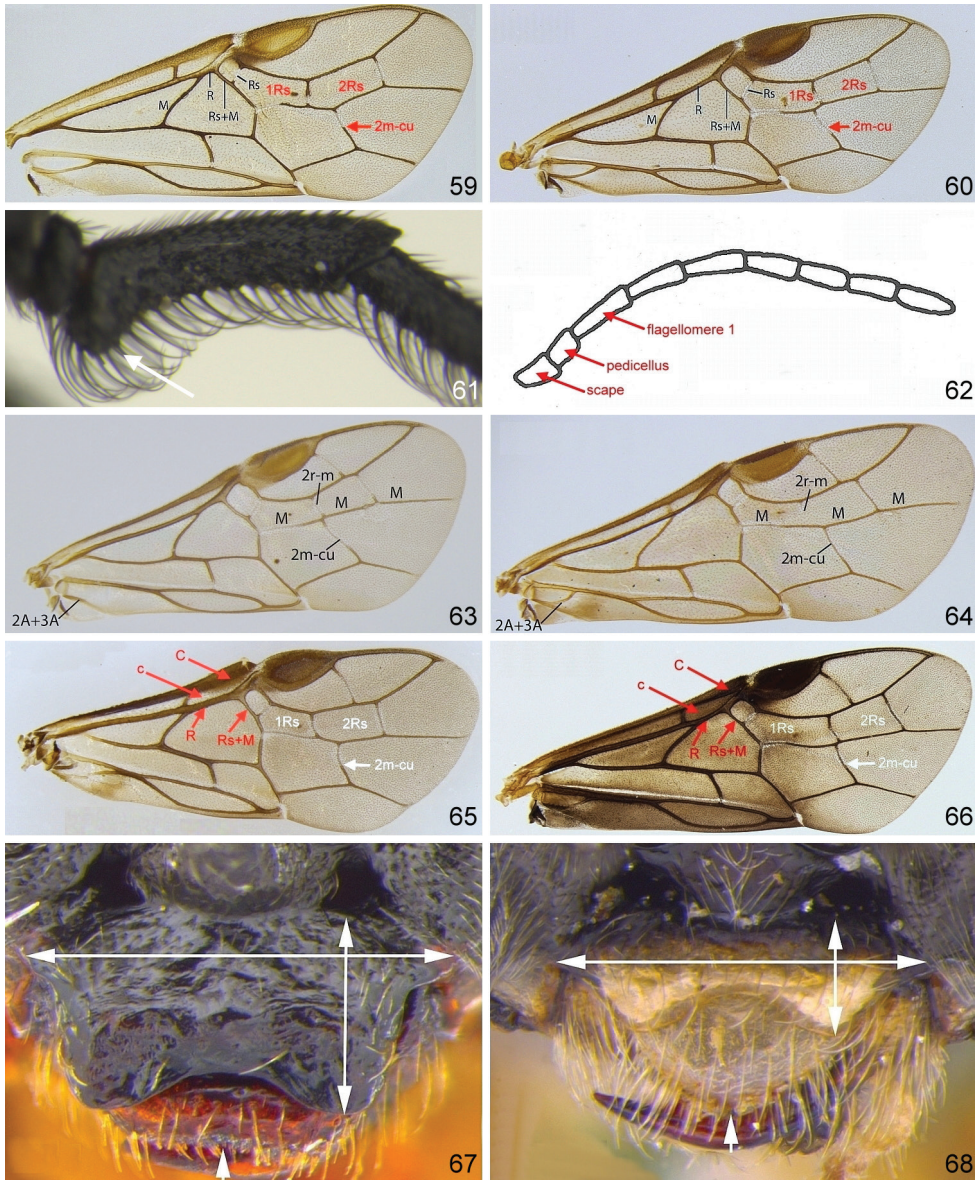 Rs
1Rs
2Rs
R
M
Rs+M
2m-cu
59
Rs
1Rs
2Rs
R
M
Rs+M
2m-cu
60
61
flagellomere 1
pedicellus
scape
62
2r-m
M
M
M
2m-cu
2A+3A
63
2r-m
M
M
M
2m-cu
2A+3A
64
C
c
R
Rs+M
1Rs
2Rs
2m-cu
65
C
c
R
Rs+M
1Rs
2Rs
2m-cu
66
67
68